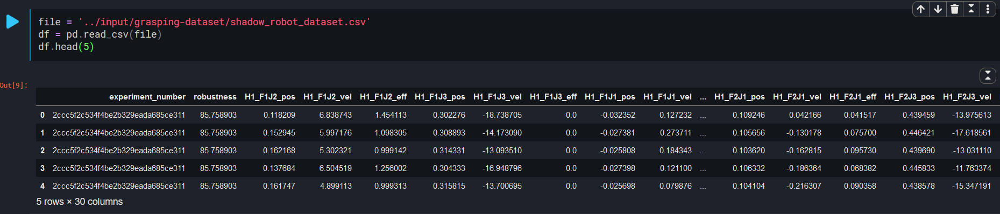 file = '../input/grasping-dataset/shadow_robot_dataset.csv'
df = pd.read_csv(file)
df.head(5)
Out[9]:
experiment_number robustness H1_F1J2_pos H1_F1J2_vel H1_F1J2_eff H1_F1J3_pos H1_F1J3_vel H1_F1J3_eff H1_F1J1_pos H1_F1J1_vel ... H1_F2J1_pos H1_F2J1_vel H1_F2J1_eff H1_F2J3_pos H1_F2J3_vel
0 2ccc5f2c534f4be2b329eada685ce311 85.758903 0.118209 6.838743 1.454113 0.302276 -18.738705 0.0 -0.032352 0.127232 ... 0.109246 0.042166 0.041517 0.439459 -13.975613
1 2ccc5f2c534f4be2b329eada685ce311 85.758903 0.152945 5.997176 1.098305 0.308893 -14.173090 0.0 -0.027381 0.273711 ... 0.105656 -0.130178 0.075700 0.446421 -17.618561
2 2ccc5f2c534f4be2b329eada685ce311 85.758903 0.162168 5.302321 0.999142 0.314331 -13.093510 0.0 -0.025808 0.184343 ... 0.103620 -0.162815 0.095730 0.439690 -13.031110
3 2ccc5f2c534f4be2b329eada685ce311 85.758903 0.137684 6.504519 1.256002 0.304333 -16.948796 0.0 -0.027398 0.121100 ... 0.106332 -0.186364 0.068382 0.445833 -11.763374
4 2ccc5f2c534f4be2b329eada685ce311 85.758903 0.161747 4.899113 0.999313 0.315815 -13.700695 0.0 -0.025698 0.079876 ... 0.104104 -0.216307 0.090358 0.438578 -15.347191
5 rows × 30 columns